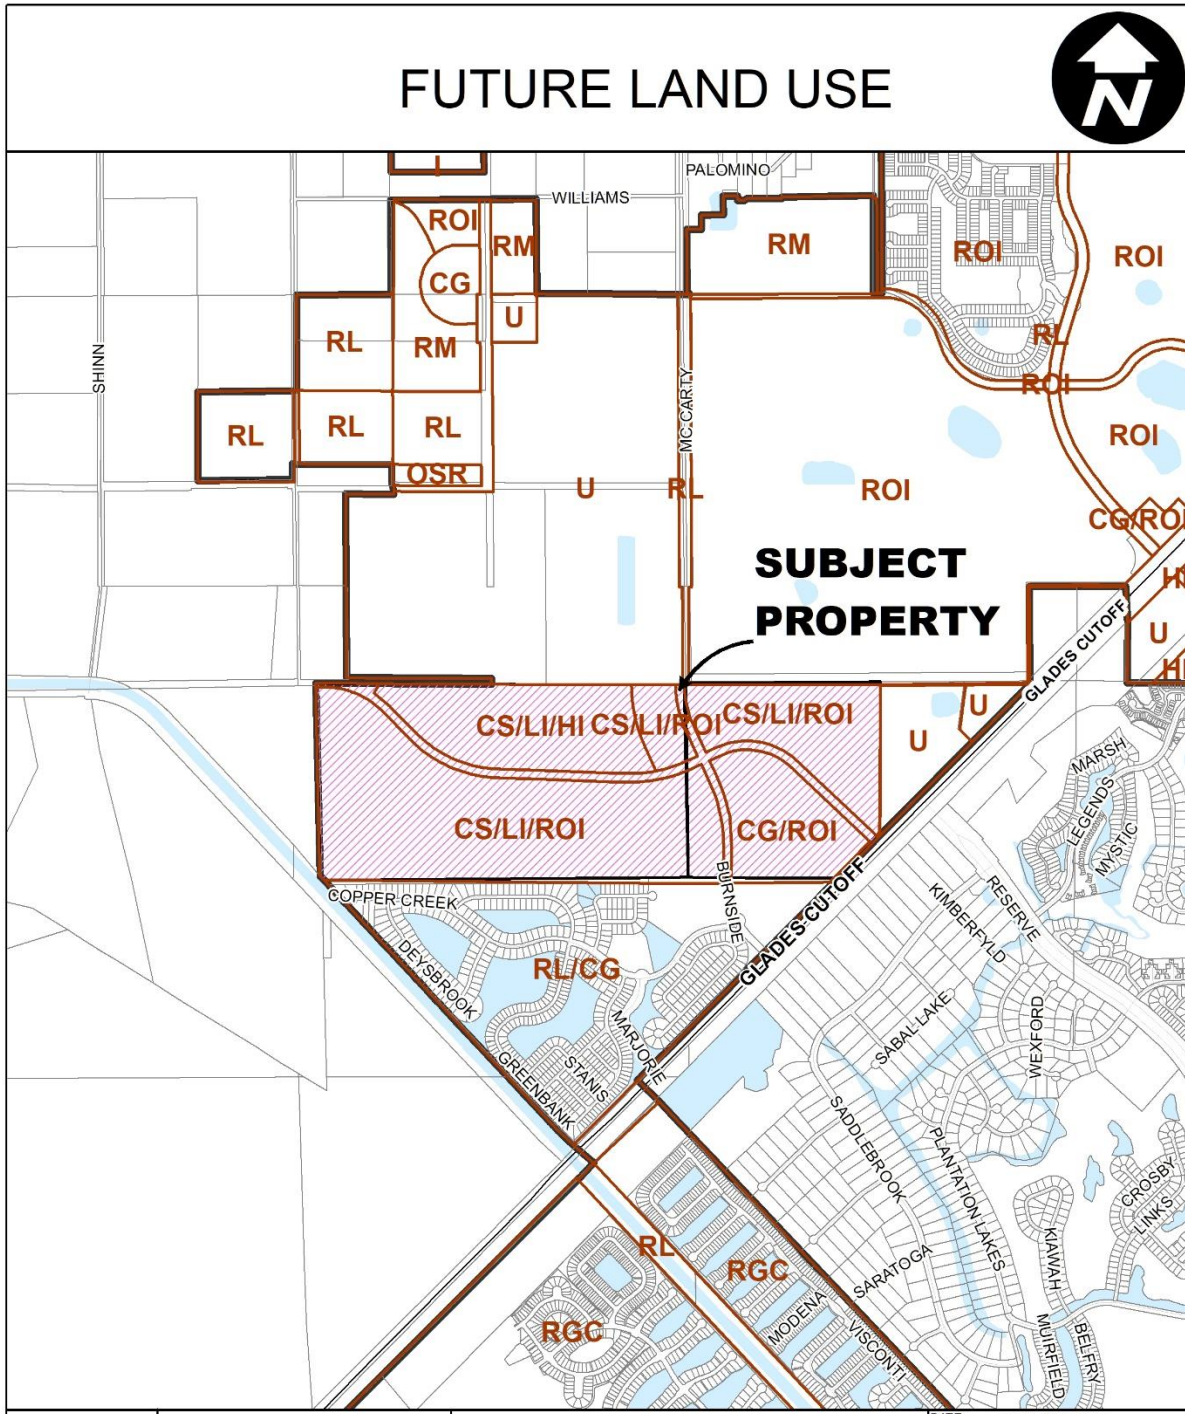 FUTURE LAND USE
N
I
PALOMINO
WILLIAMS
ROI
RM
RM
ROI
ROI
CG
U
RL
RM
RL
SHINN
MC CARTY
ROI
RL
RL
RL
ROI
OSR
U
RL
ROI
CG/ROI
SUBJECT
PROPERTY
HI
GLADES CUTOFF
U
HI
CS/LI/HI
CS/LI/ROI
CS/LI/ROI
U
U
MARSH
LEGENDS
MYSTIC
CS/LI/ROI
CG/ROI
COPPER CREEK
BURNSIDE
GLADES CUTOFF
RESERVE
KIMBERFYLD
DEYSBROOK
RL/CG
MARJORIE
STANIS
GREENBANK
SABAL LAKE
WEXFORD
SADDLEBROOK
PLANTATION LAKES
CROSBY
LINKS
KIAWAH
RL
RGC
SARATOGA
MODENA
VISCONTI
RGC
MUIRFIELD
BELFRY